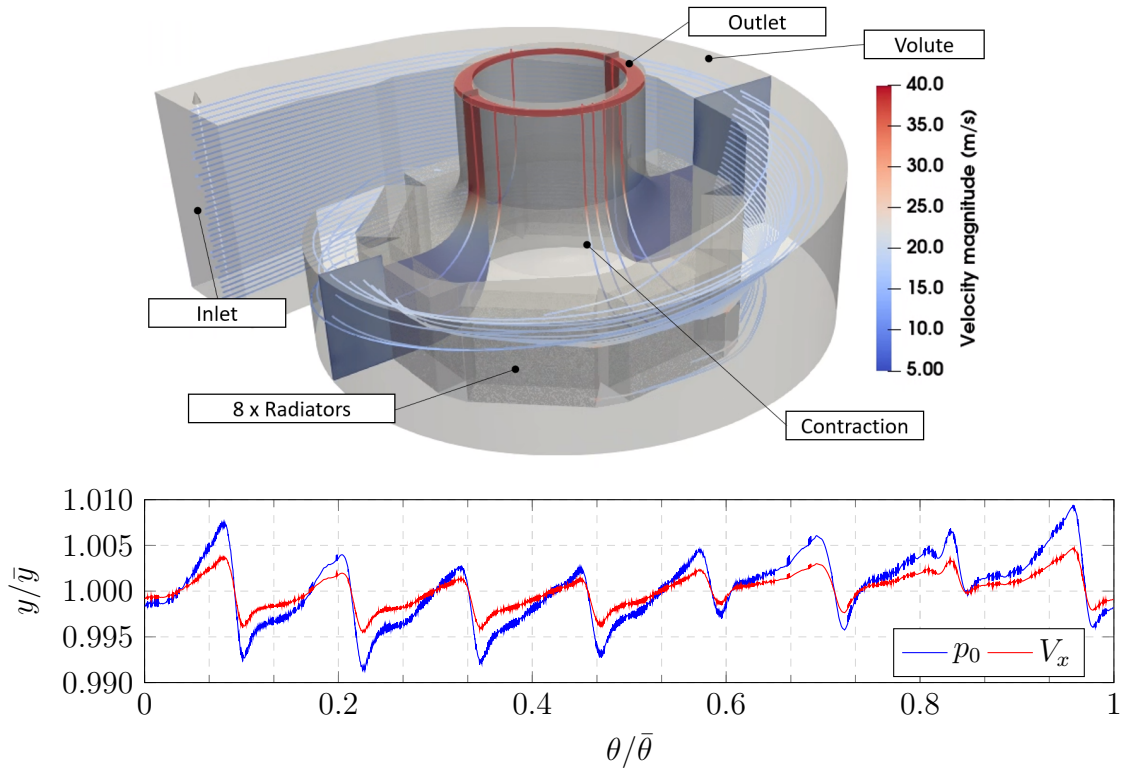 Outlet
Volute
40.0
35.0
30.0
25.0
20.0
15.0
10.0
5.00
Velocity magnitude (m/s)
Inlet
8 x Radiators
Contraction
1.010
1.005
1.000
0.995
0.990
y/ȳ
p₀ Vₓ
0 0.2 0.4 0.6 0.8 1
θ/θ̄